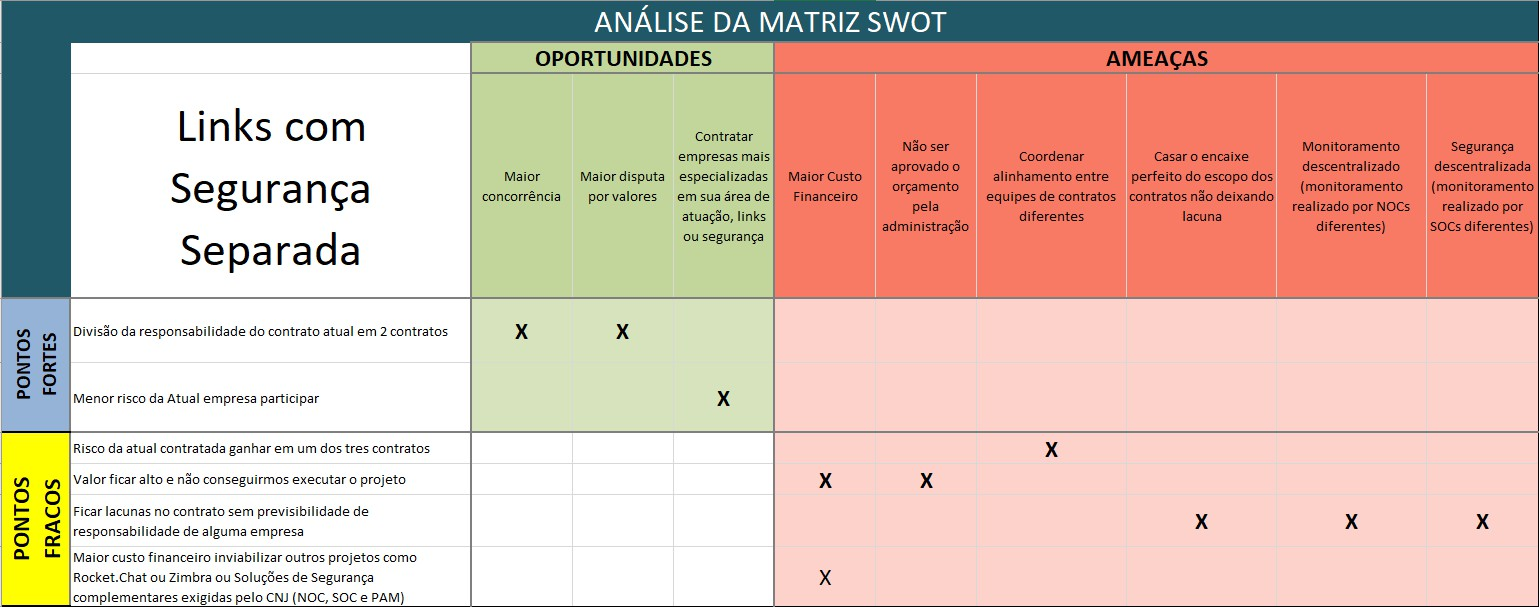 ANÁLISE DA MATRIZ SWOT
OPORTUNIDADES
AMEAÇAS
Links com
Segurança
Separada
Maior
concorrência
Maior disputa
por valores
Contratar
empresas mais
especializadas
em sua área de
atuação, links
ou segurança
Maior Custo
Financeiro
Não ser
aprovado o
orçamento
pela
administração
Coordenar
alinhamento entre
equipes de contratos
diferentes
Casar o encaixe
perfeito do escopo dos
contratos não deixando
lacuna
Monitoramento
descentralizado
(monitoramento
realizado por NOCs
diferentes)
Segurança
descentralizada
(monitoramento
realizado por
SOCs diferentes)
PONTOS
FORTES
Divisão da responsabilidade do contrato atual em 2 contratos
X X
Menor risco da Atual empresa participar
X
PONTOS
FRACOS
Risco da atual contratada ganhar em um dos três contratos
X
Valor ficar alto e não conseguirmos executar o projeto
X X
Ficar lacunas no contrato sem previsibilidade de
responsabilidade de alguma empresa
X X X
Maior custo financeiro inviabilizar outros projetos como
Rocket.Chat ou Zimbra ou Soluções de Segurança
complementares exigidas pelo CNJ (NOC, SOC e PAM)
X